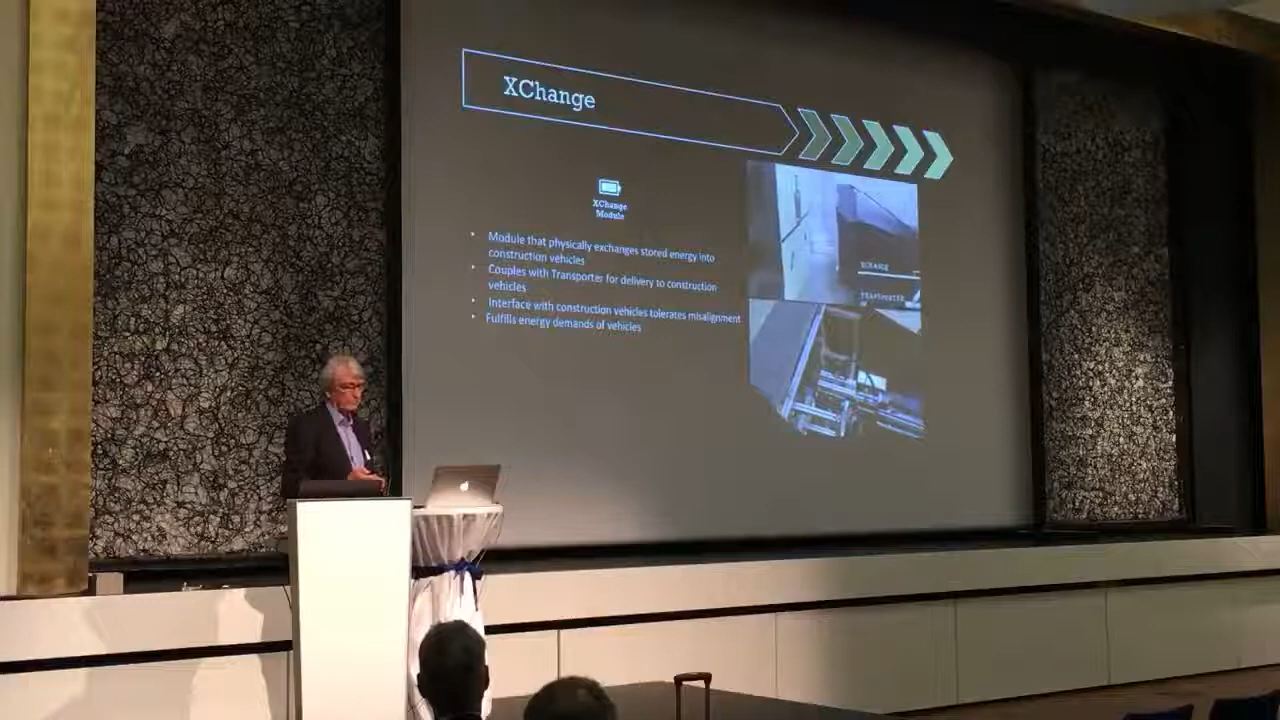 XChange
XChange
Module
• Module that physically exchanges stored energy into
construction vehicles
• Couples with Transporter for delivery to construction
vehicles
• Interface with construction vehicles tolerates misalignment
• Fulfills energy demands of vehicles
XCHANGE
TRANSPORTER